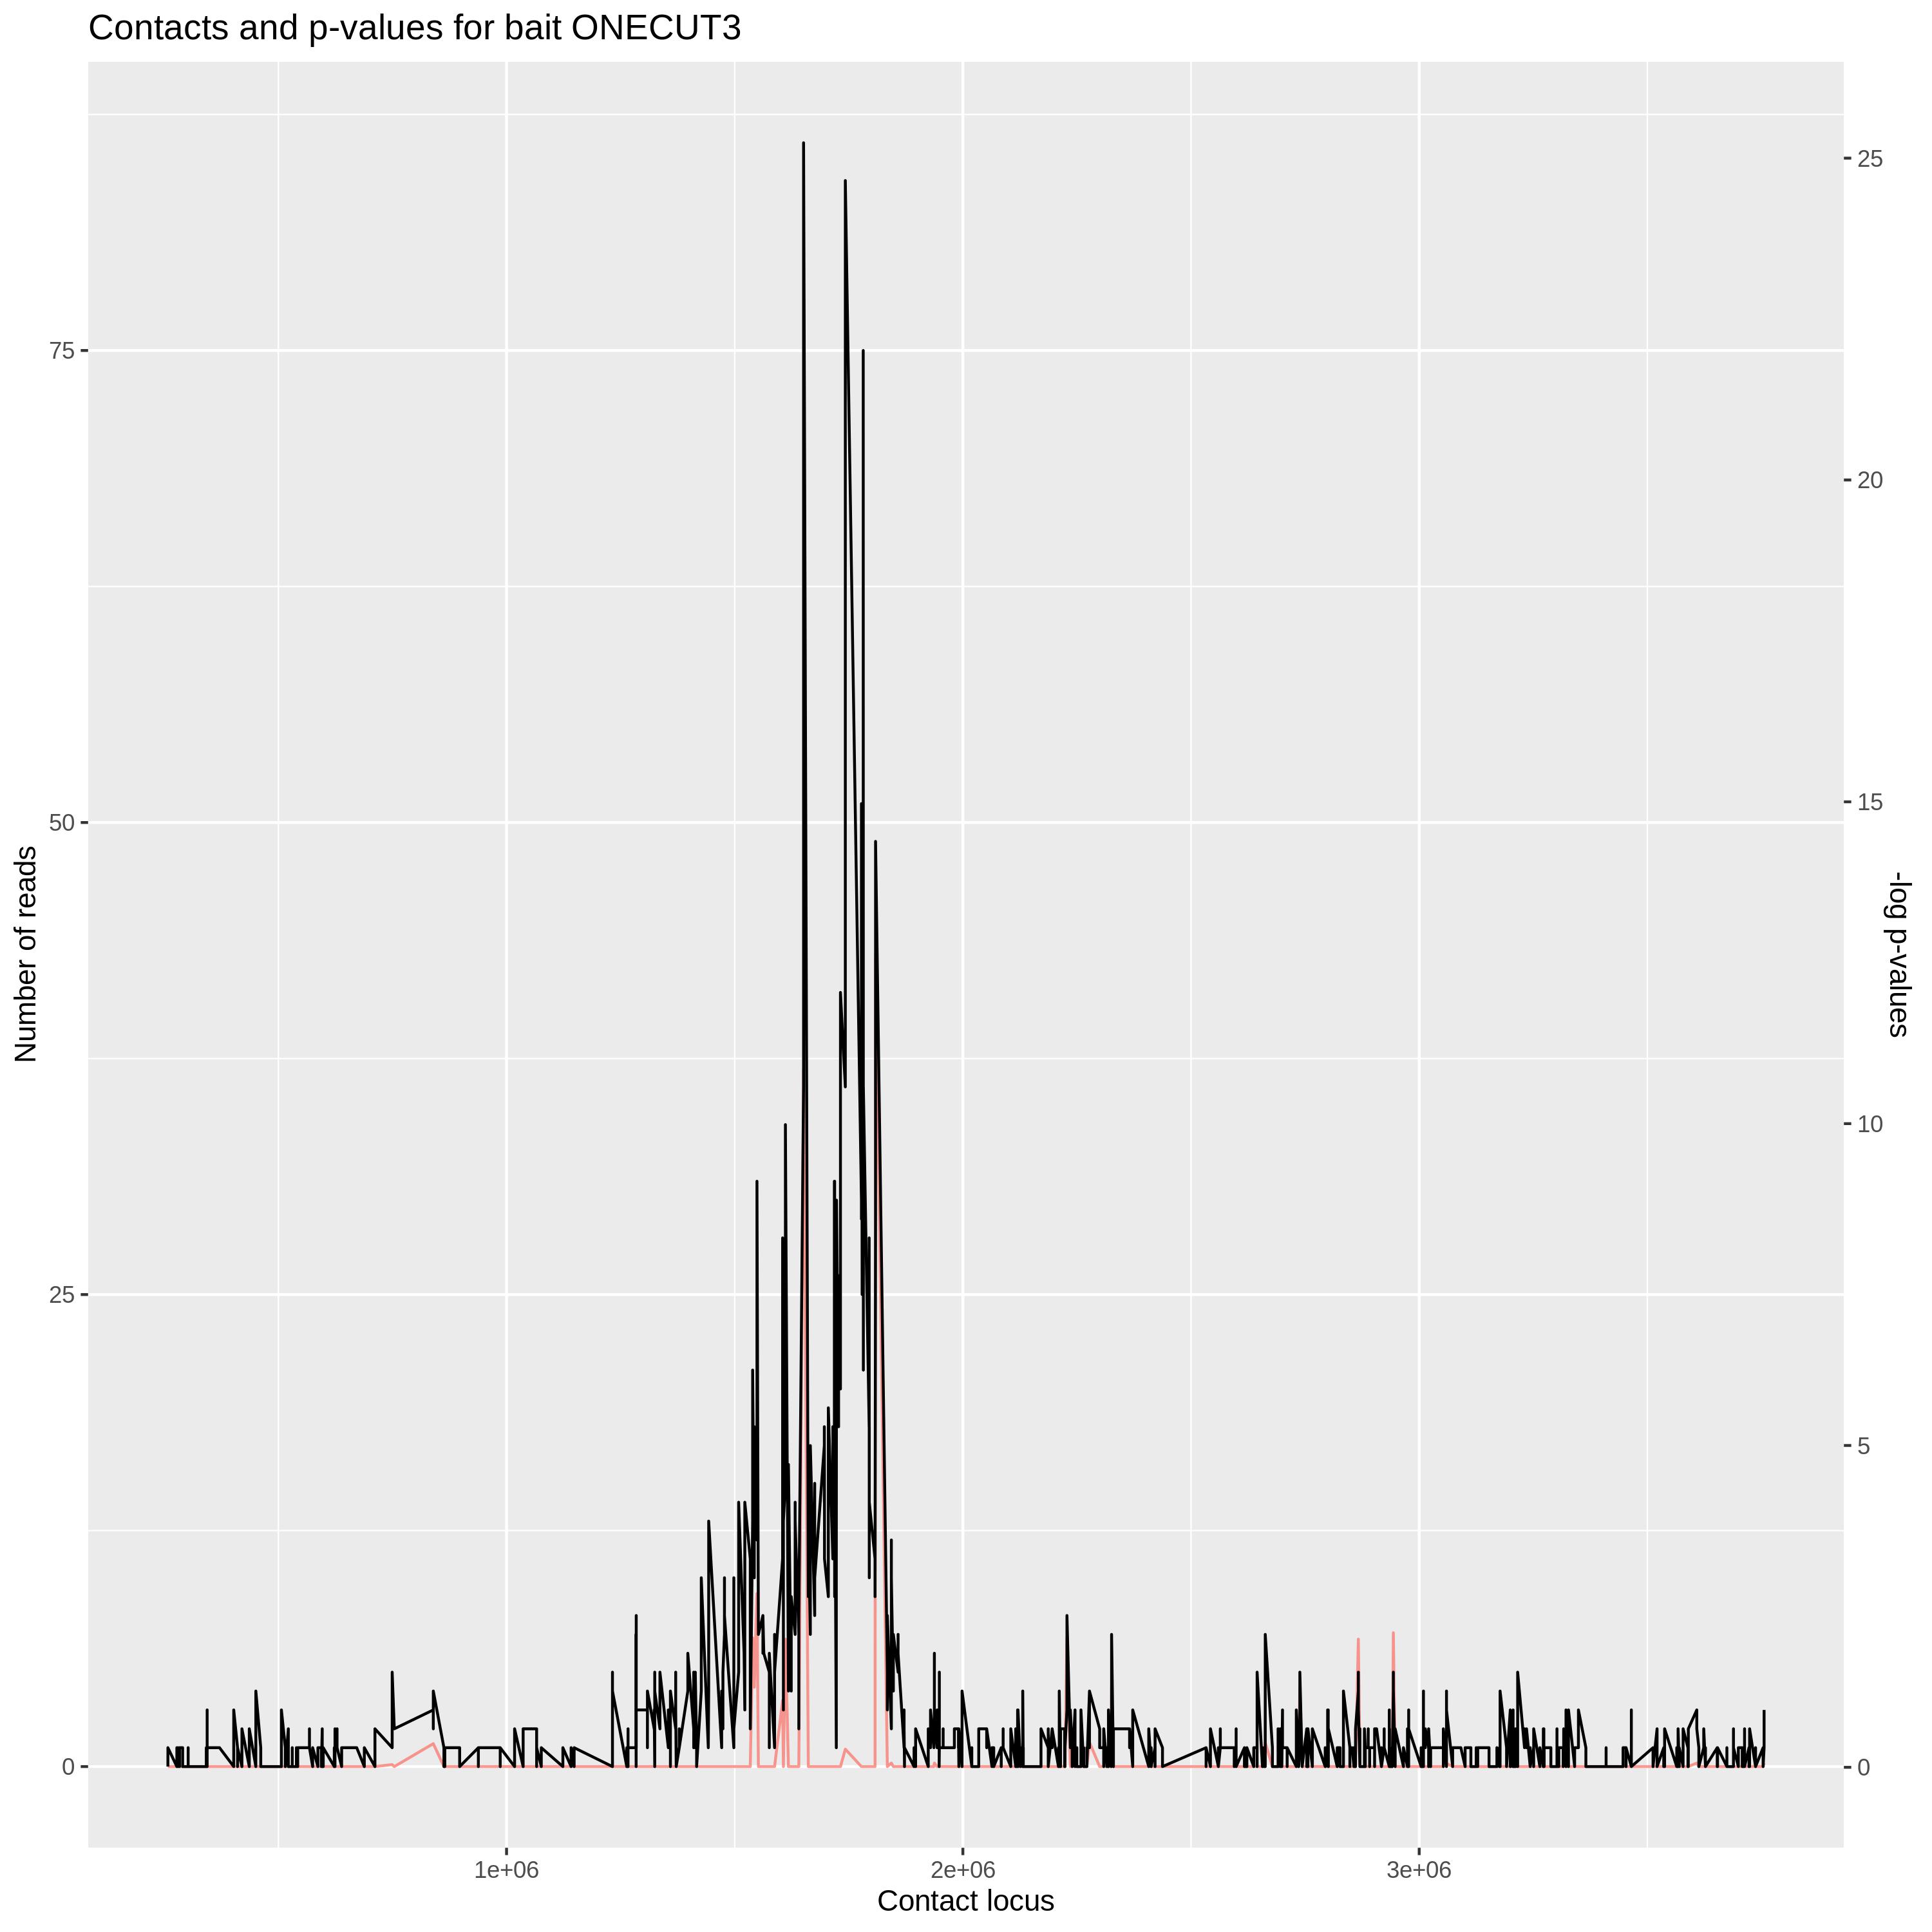 Contacts and p-values for bait ONECUT3
75
50
25
0
Number of reads
25
20
15
10
5
0
-log p-values
1e+06
2e+06
3e+06
Contact locus